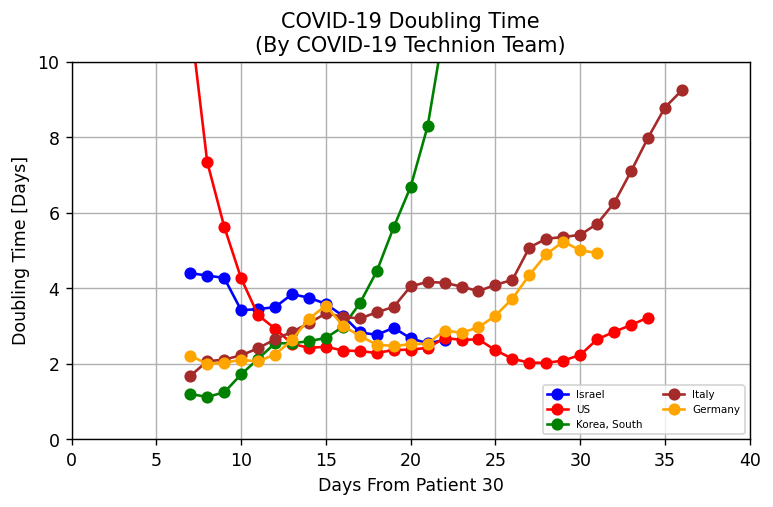 COVID-19 Doubling Time
(By COVID-19 Technion Team)
10
8
6
4
2
0
Doubling Time [Days]
Israel
US
Korea, South
Italy
Germany
0 5 10 15 20 25 30 35 40
Days From Patient 30